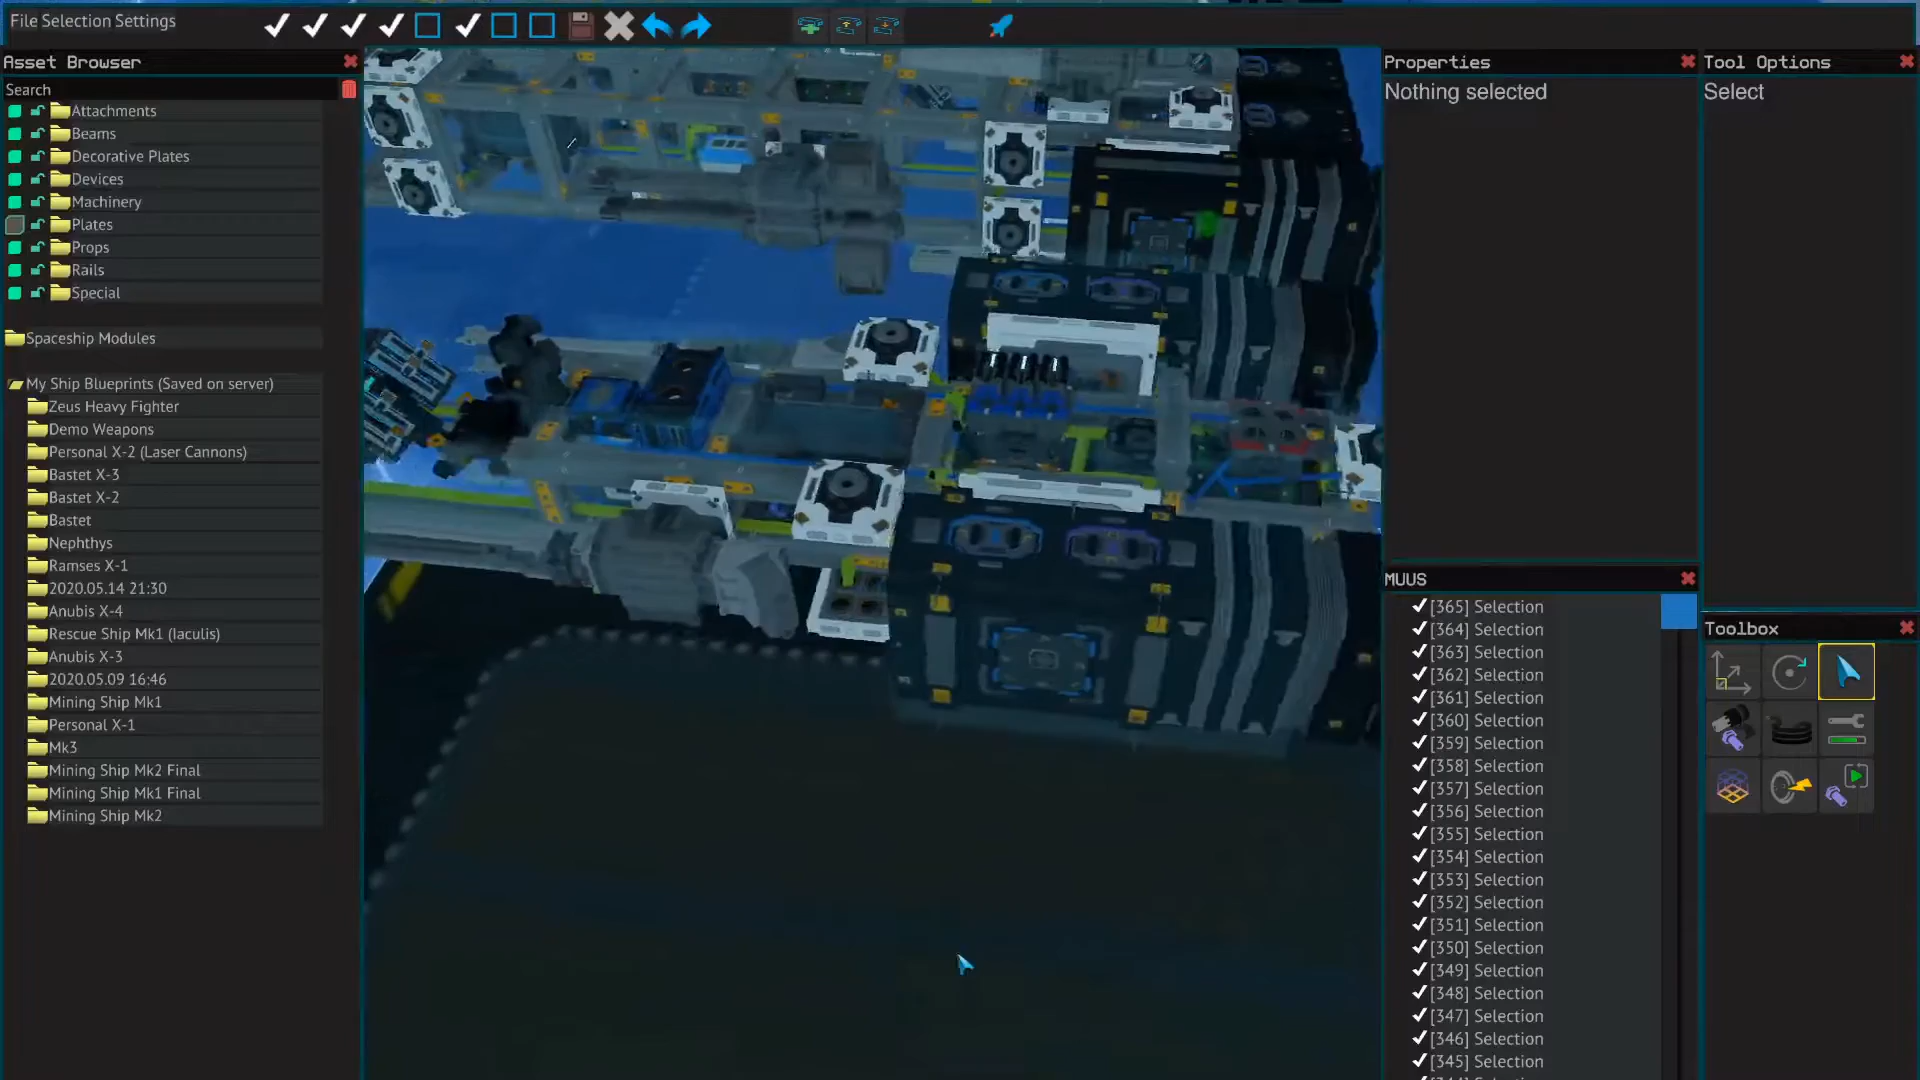 File Selection Settings
Asset Browser
Search
Attachments
Beams
Decorative Plates
Devices
Machinery
Plates
Props
Rails
Special
Spaceship Modules
My Ship Blueprints (Saved on server)
Zeus Heavy Fighter
Demo Weapons
Personal X-2 (Laser Cannons)
Bastet X-3
Bastet X-2
Bastet
Nephthys
Ramses X-1
2020.05.14 21:30
Anubis X-4
Rescue Ship Mk1 (Iaculis)
Anubis X-3
2020.05.09 16:46
Mining Ship Mk1
Personal X-1
Mk3
Mining Ship Mk2 Final
Mining Ship Mk1 Final
Mining Ship Mk2
Properties
Nothing selected
MUUS
[365] Selection
[364] Selection
[363] Selection
[362] Selection
[361] Selection
[360] Selection
[359] Selection
[358] Selection
[357] Selection
[356] Selection
[355] Selection
[354] Selection
[353] Selection
[352] Selection
[351] Selection
[350] Selection
[349] Selection
[348] Selection
[347] Selection
[346] Selection
[345] Selection
Tool Options
Select
Toolbox